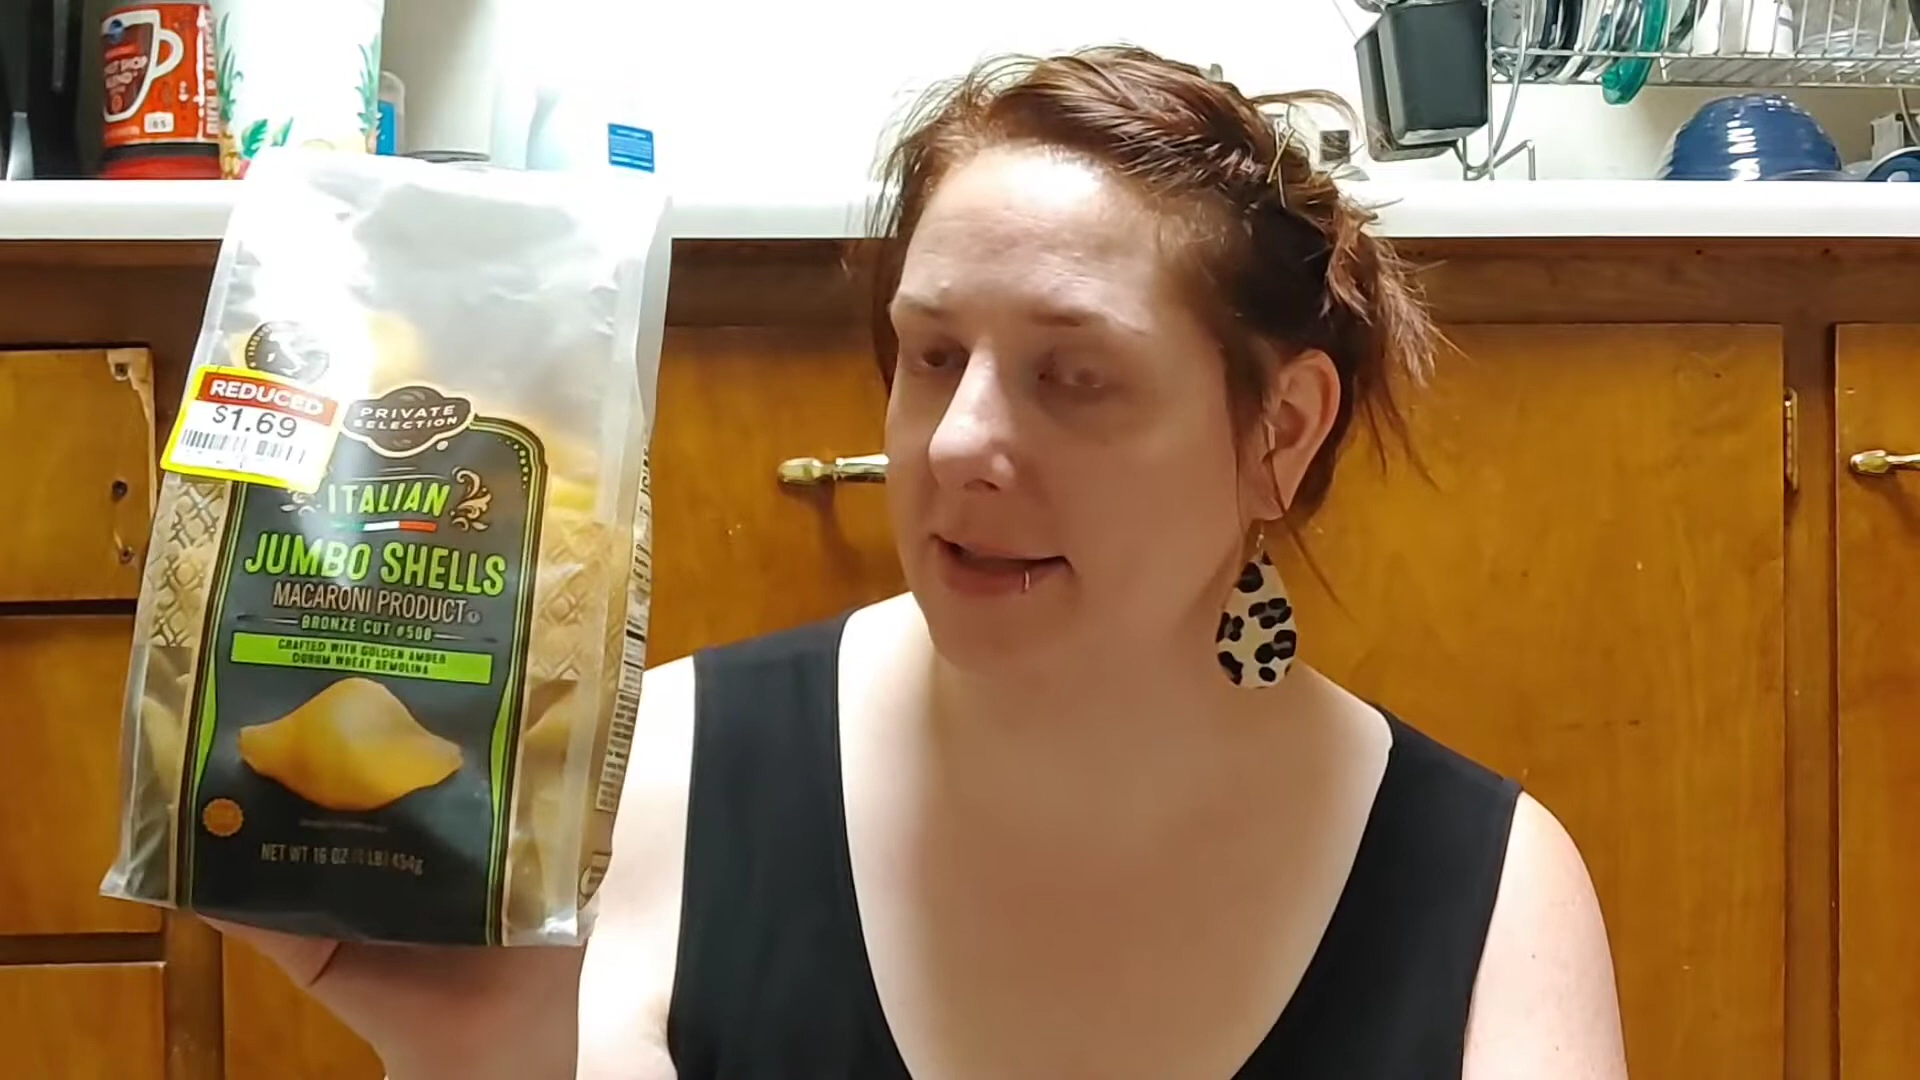 REDUCED
$1.69
PRIVATE
SELECTION
ITALIAN
JUMBO SHELLS
MACARONI PRODUCT
BRONZE CUT #508
CRAFTED WITH GOLDEN AMBER
DURUM WHEAT SEMOLINA
NET WT 16 OZ (1 LB) 454g